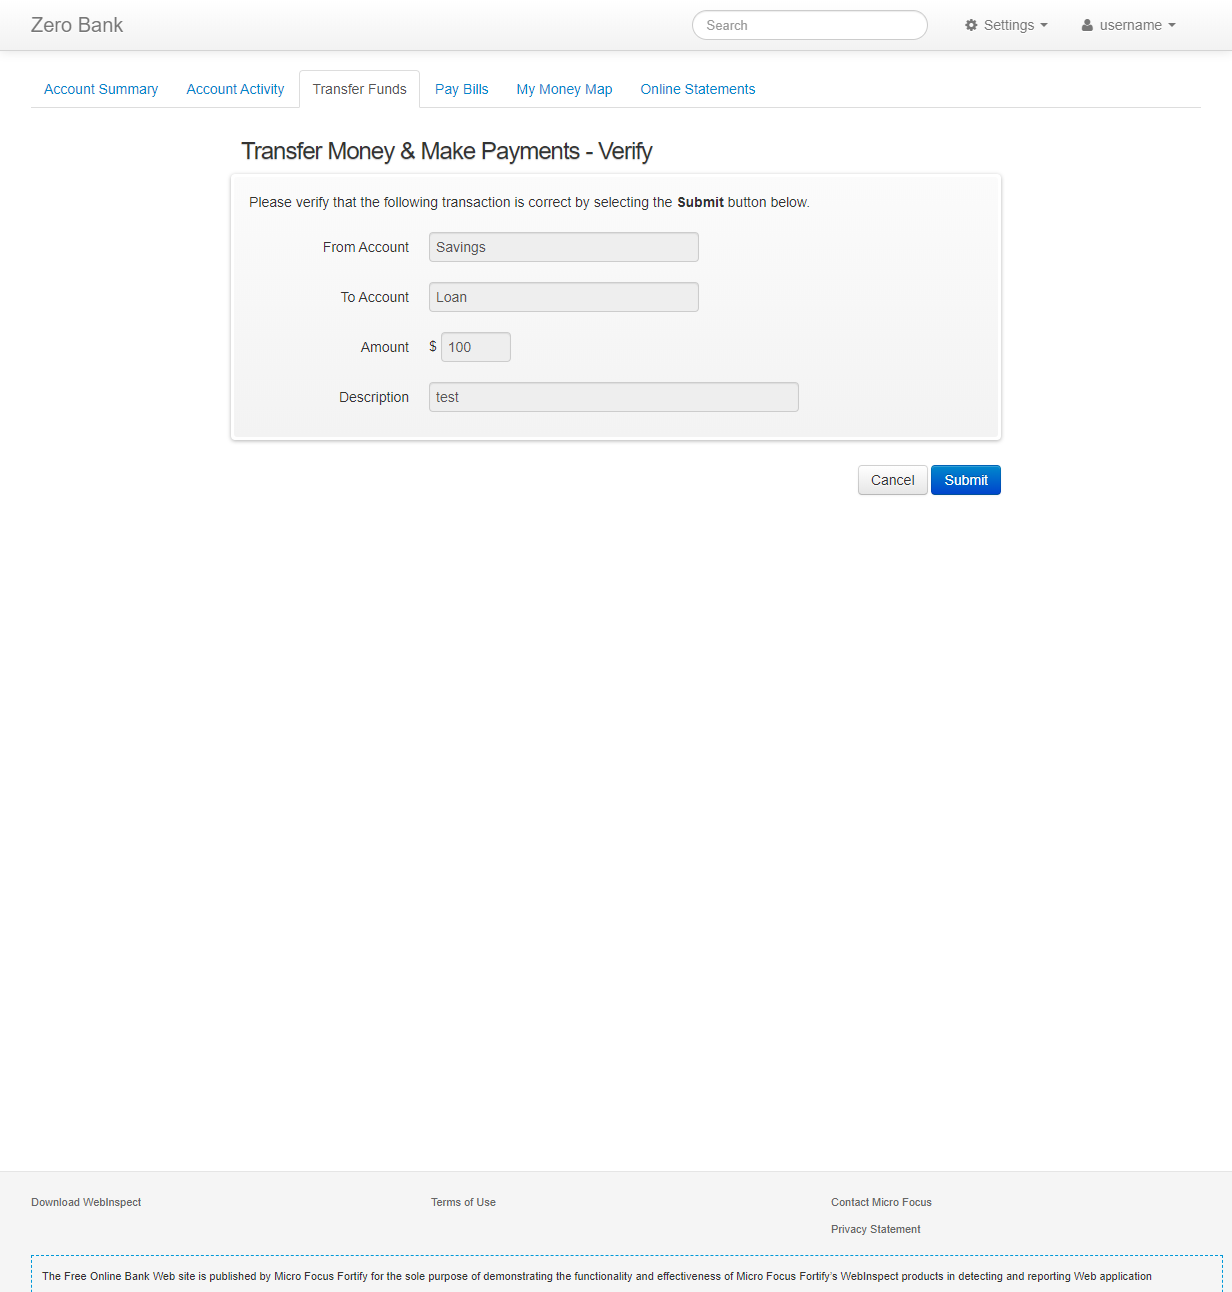 Zero Bank
Search
Settings
username
Account Summary
Account Activity
Transfer Funds
Pay Bills
My Money Map
Online Statements
Transfer Money & Make Payments - Verify
Please verify that the following transaction is correct by selecting the Submit button below.
From Account
Savings
To Account
Loan
Amount
$ 100
Description
test
Cancel
Submit
Download WebInspect
Terms of Use
Contact Micro Focus
Privacy Statement
The Free Online Bank Web site is published by Micro Focus Fortify for the sole purpose of demonstrating the functionality and effectiveness of Micro Focus Fortify's WebInspect products in detecting and reporting Web application